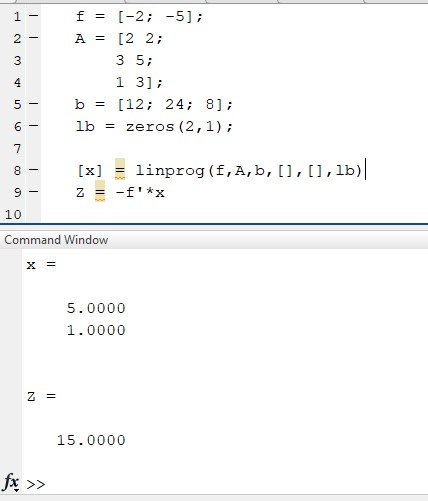 1 – f = [-2; -5];
2 – A = [2 2;
3 3 5;
4 1 3];
5 – b = [12; 24; 8];
6 – lb = zeros(2,1);
7
8 – [x] = linprog(f,A,b,[],[],lb)
9 – Z = -f'*x
10
Command Window
x =
5.0000
1.0000
Z =
15.0000
fx >>